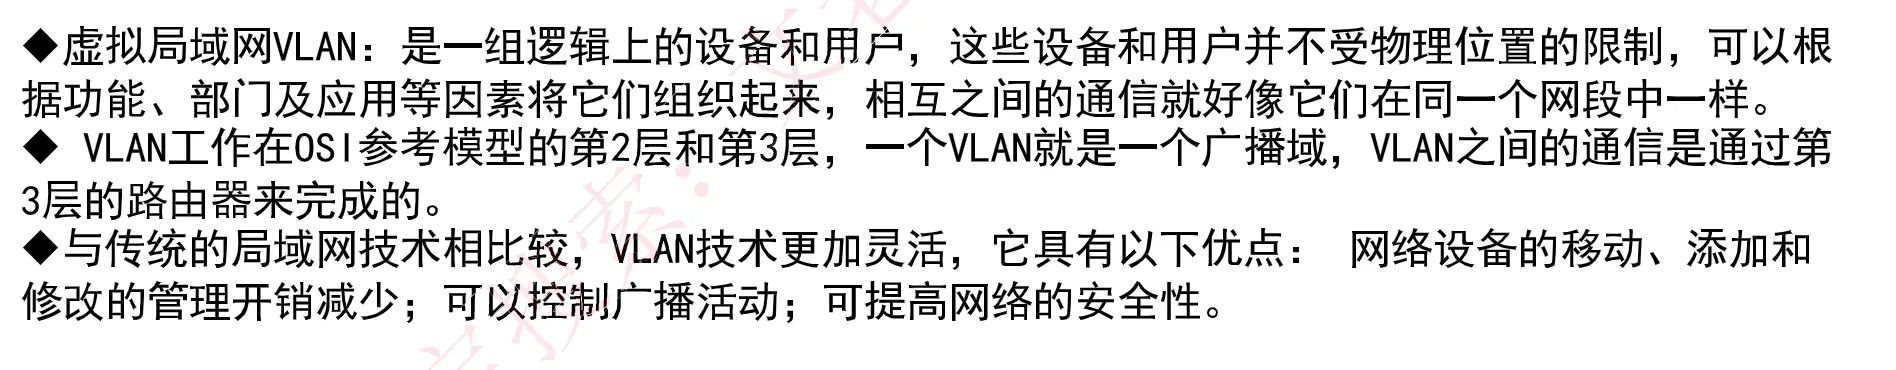 ◆虚拟局域网VLAN：是一组逻辑上的设备和用户，这些设备和用户并不受物理位置的限制，可以根
据功能、部门及应用等因素将它们组织起来，相互之间的通信就好像它们在同一个网段中一样。
◆ VLAN工作在OSI参考模型的第2层和第3层，一个VLAN就是一个广播域，VLAN之间的通信是通过第
3层的路由器来完成的。
◆与传统的局域网技术相比较，VLAN技术更加灵活，它具有以下优点： 网络设备的移动、添加和
修改的管理开销减少；可以控制广播活动；可提高网络的安全性。
搜索：